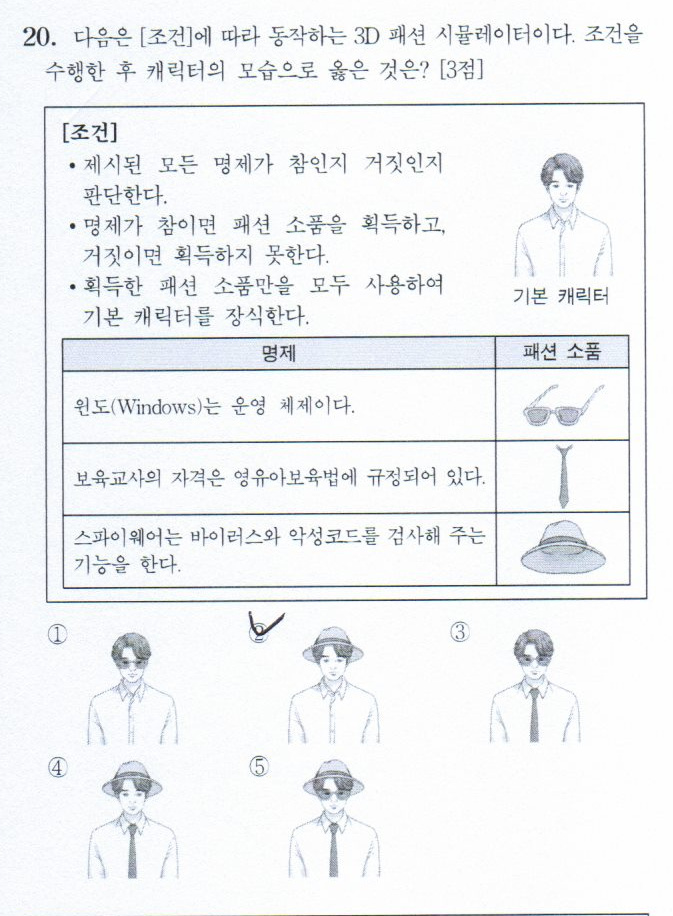 20. 다음은 [조건]에 따라 동작하는 3D 패션 시뮬레이터이다. 조건을
수행한 후 캐릭터의 모습으로 옳은 것은? [3점]
[조건]
• 제시된 모든 명제가 참인지 거짓인지
판단한다.
• 명제가 참이면 패션 소품을 획득하고,
거짓이면 획득하지 못한다.
• 획득한 패션 소품만을 모두 사용하여
기본 캐릭터를 장식한다.
기본 캐릭터
명제 패션 소품
윈도(Windows)는 운영 체제이다.
보육교사의 자격은 영유아보육법에 규정되어 있다.
스파이웨어는 바이러스와 악성코드를 검사해 주는
기능을 한다.
① ② ③
④ ⑤